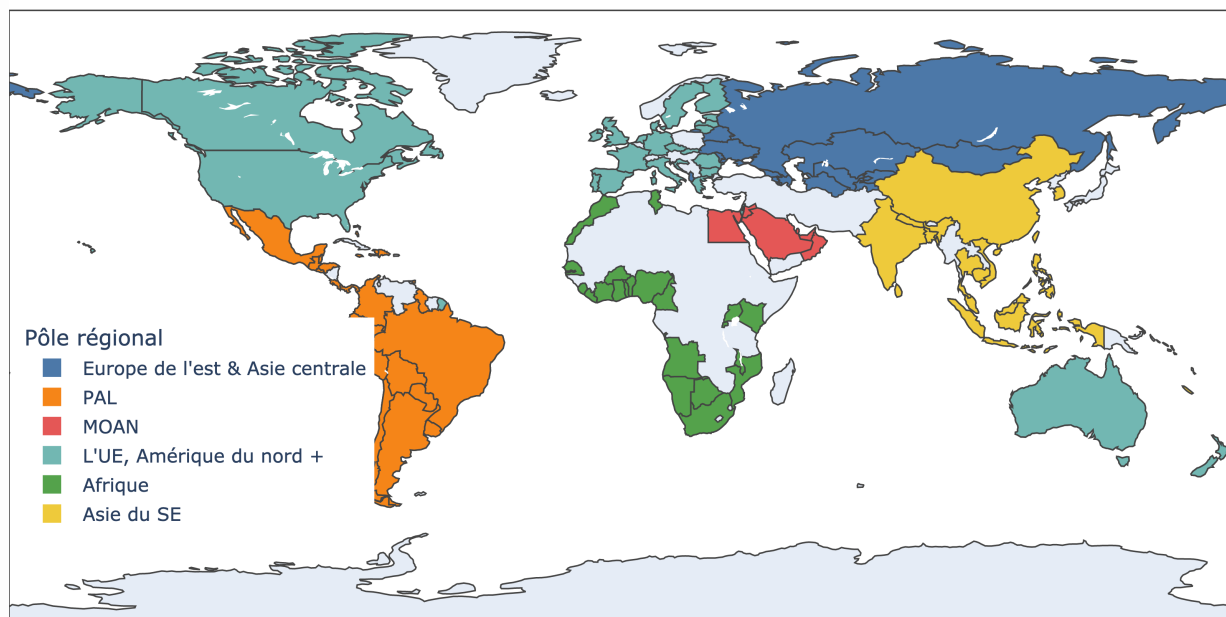 Pôle régional
Europe de l'est & Asie centrale
PAL
MOAN
L'UE, Amérique du nord +
Afrique
Asie du SE